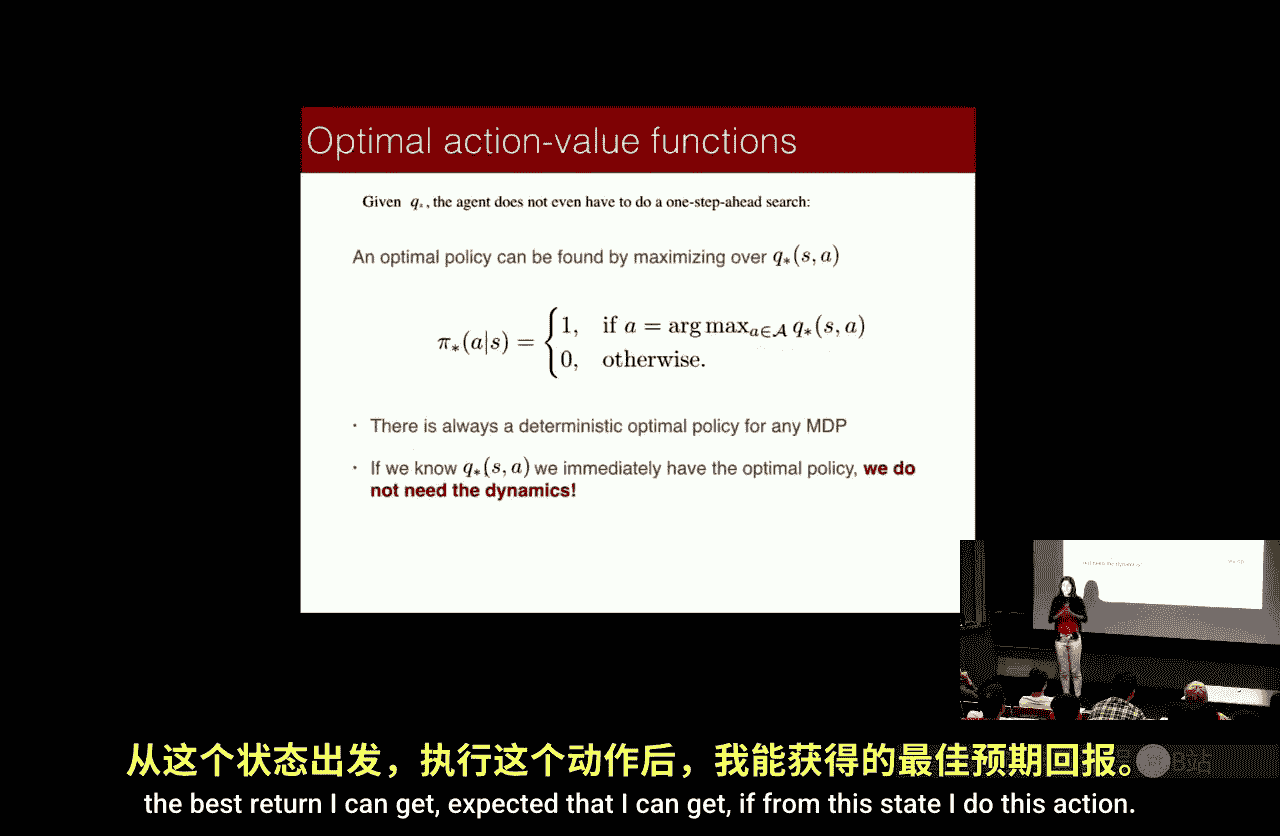 Optimal action-value functions
Given q*, the agent does not even have to do a one-step-ahead search:
An optimal policy can be found by maximizing over q*(s, a)
π*(a|s) = { 1, if a = arg max_{a∈𝒜} q*(s, a)
0, otherwise.
· There is always a deterministic optimal policy for any MDP
· If we know q*(s, a) we immediately have the optimal policy, we do
not need the dynamics!
从这个状态出发，执行这个动作后，我能获得的最佳预期回报。
B站
the best return I can get, expected that I can get, if from this state I do this action.